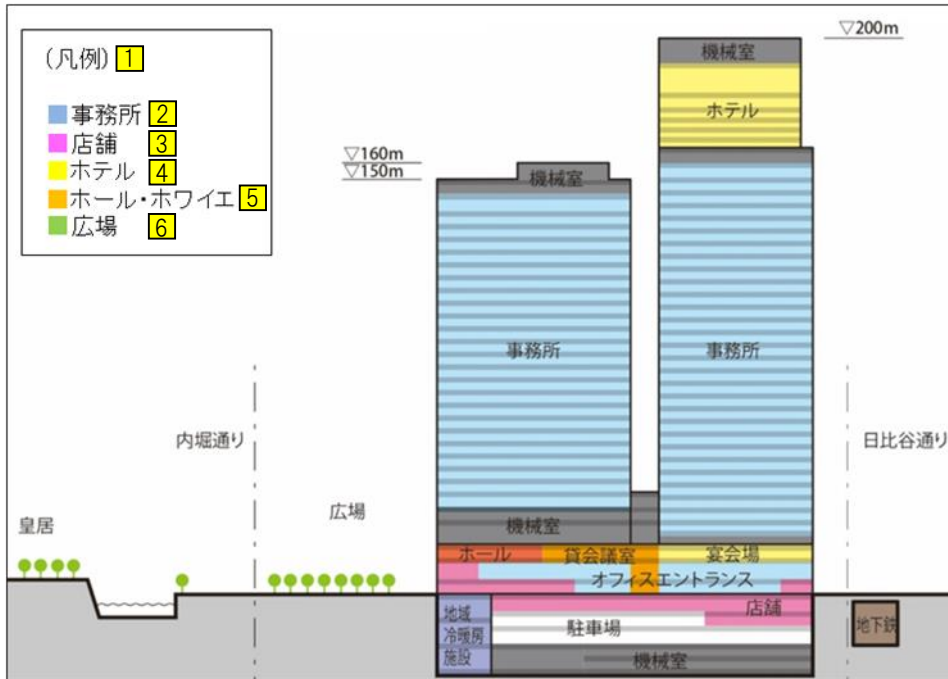 (凡例) 1
事務所 2
店舗 3
ホテル 4
ホール・ホワイエ 5
広場 6
▽200m
機械室
ホテル
▽160m
▽150m
機械室
事務所
事務所
内堀通り
日比谷通り
広場
皇居
機械室
ホール
貸会議室
宴会場
オフィスエントランス
店舗
地域
冷暖房
施設
駐車場
地下鉄
機械室